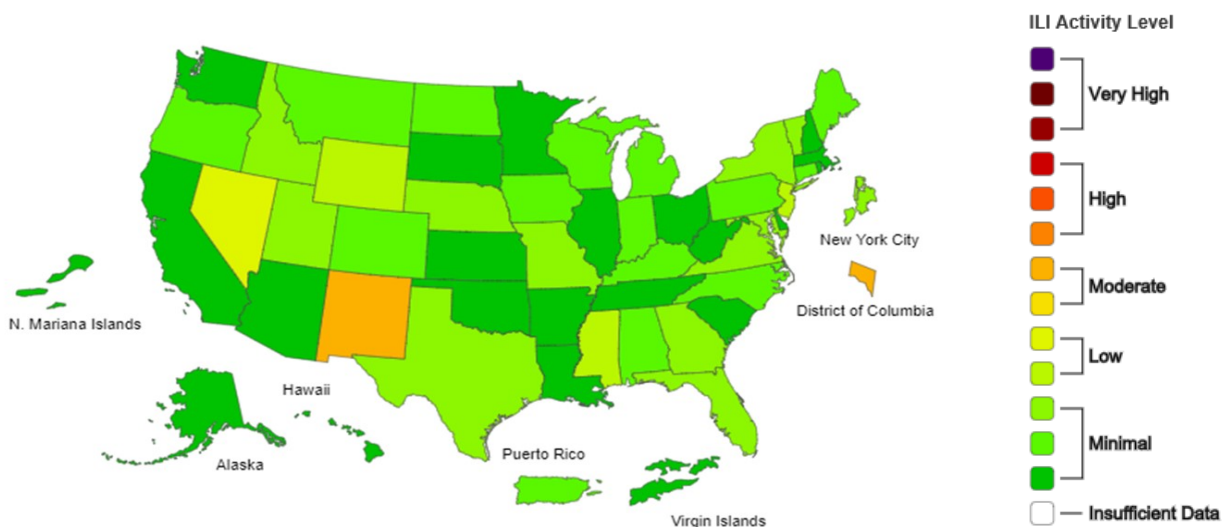 ILI Activity Level
Very High
High
Moderate
Low
Minimal
Insufficient Data
New York City
District of Columbia
N. Mariana Islands
Hawaii
Alaska
Puerto Rico
Virgin Islands